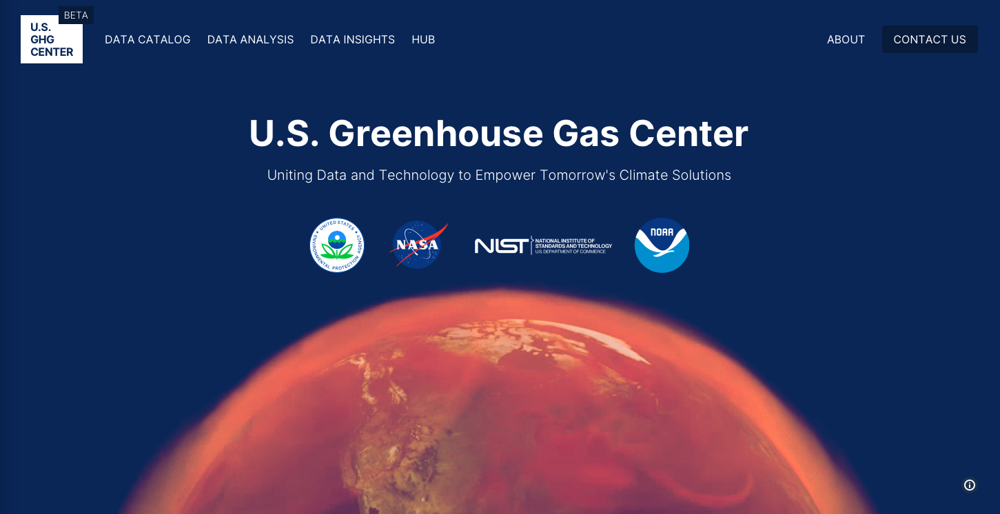 BETA
U.S.
GHG
CENTER
DATA CATALOG
DATA ANALYSIS
DATA INSIGHTS
HUB
ABOUT
CONTACT US
U.S. Greenhouse Gas Center
Uniting Data and Technology to Empower Tomorrow's Climate Solutions
UNITED STATES
ENVIRONMENTAL PROTECTION AGENCY
NASA
NIST
NATIONAL INSTITUTE OF
STANDARDS AND TECHNOLOGY
U.S. DEPARTMENT OF COMMERCE
NOAA